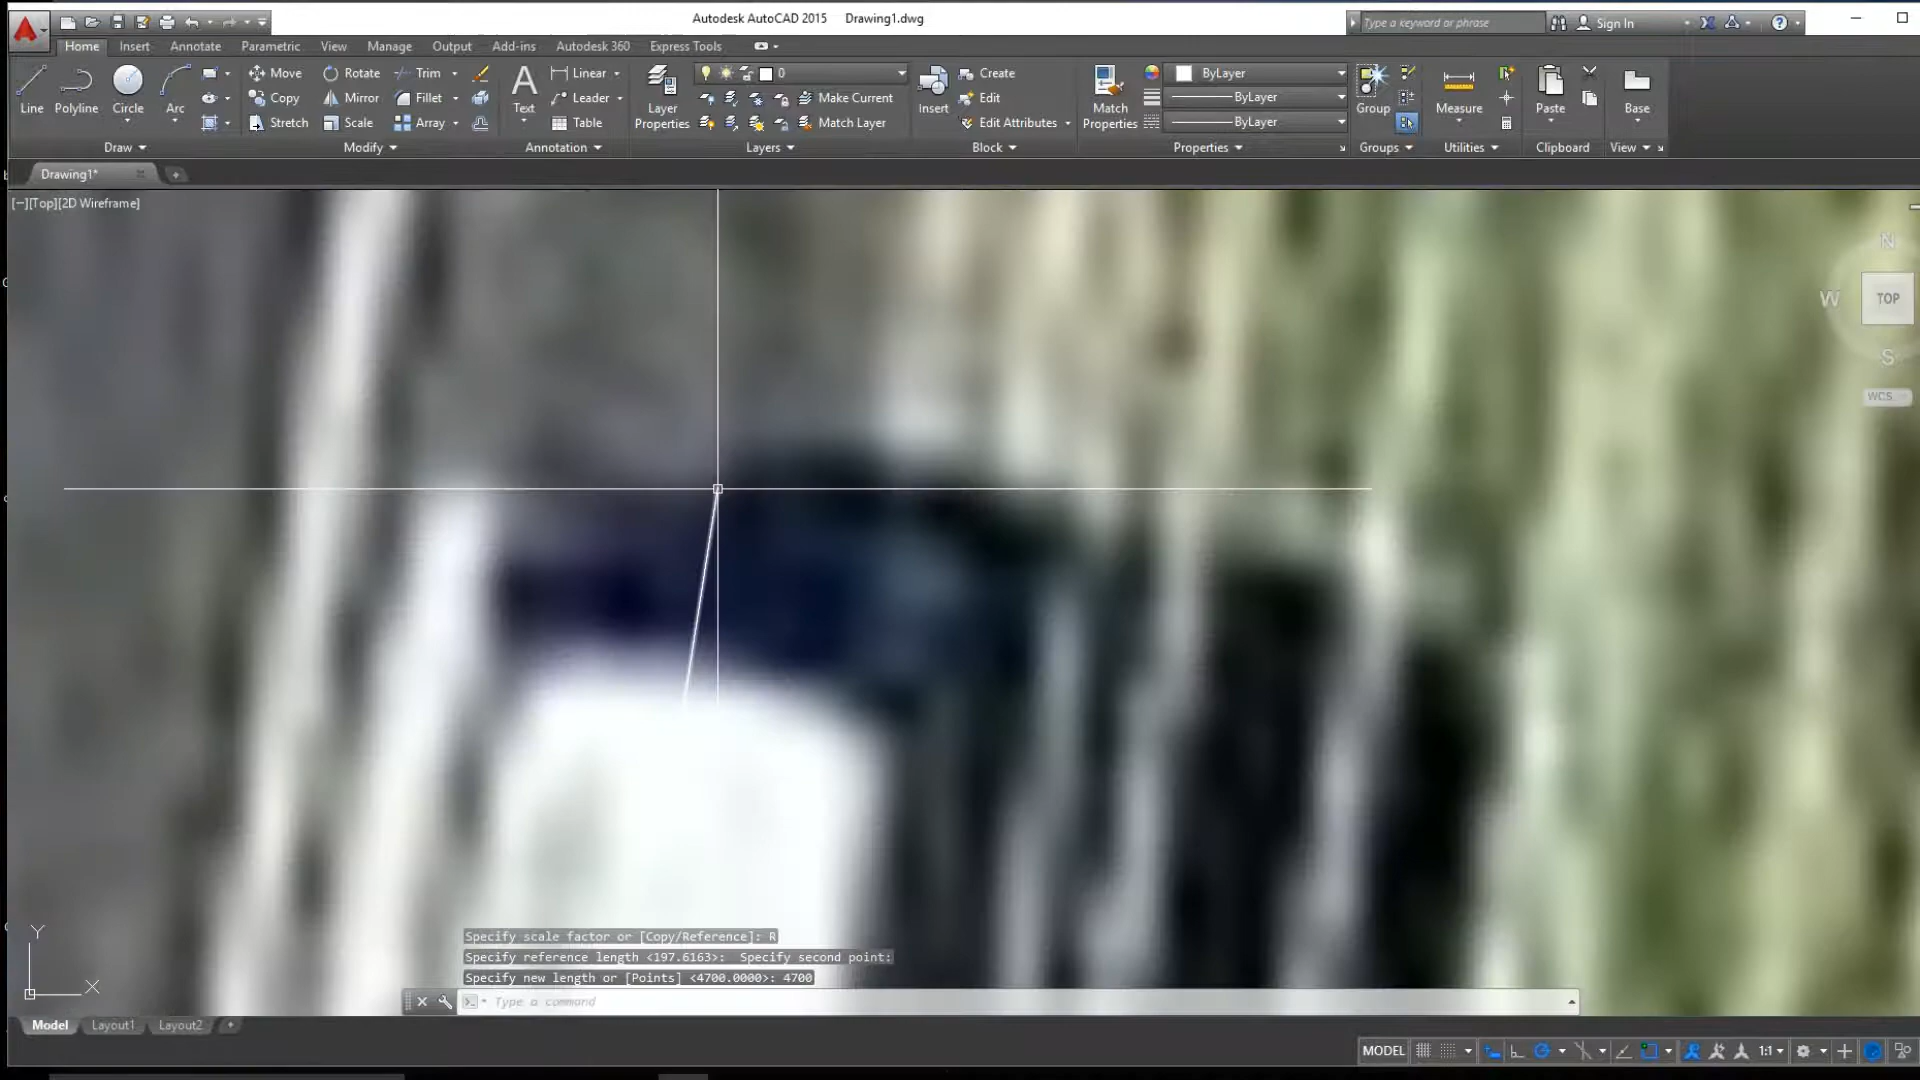 Autodesk AutoCAD 2015 Drawing1.dwg
Type a keyword or phrase
Sign In
Home Insert Annotate Parametric View Manage Output Add-ins Autodesk 360 Express Tools
Line Polyline Circle Arc
Draw
Move Rotate Trim
Copy Mirror Fillet
Stretch Scale Array
Modify
Text
Linear
Leader
Table
Annotation
Layer Properties
0
Make Current
Match Layer
Layers
Insert
Create
Edit
Edit Attributes
Block
Match Properties
ByLayer
ByLayer
ByLayer
Properties
Group
Groups
Measure
Utilities
Paste
Clipboard
Base
View
Drawing1*
[−][Top][2D Wireframe]
N
W
TOP
S
WCS
Y
X
Specify scale factor or [Copy/Reference]: R
Specify reference length <197.6163>: Specify second point:
Specify new length or [Points] <4700.0000>: 4700
Type a command
Model Layout1 Layout2
MODEL 1:1